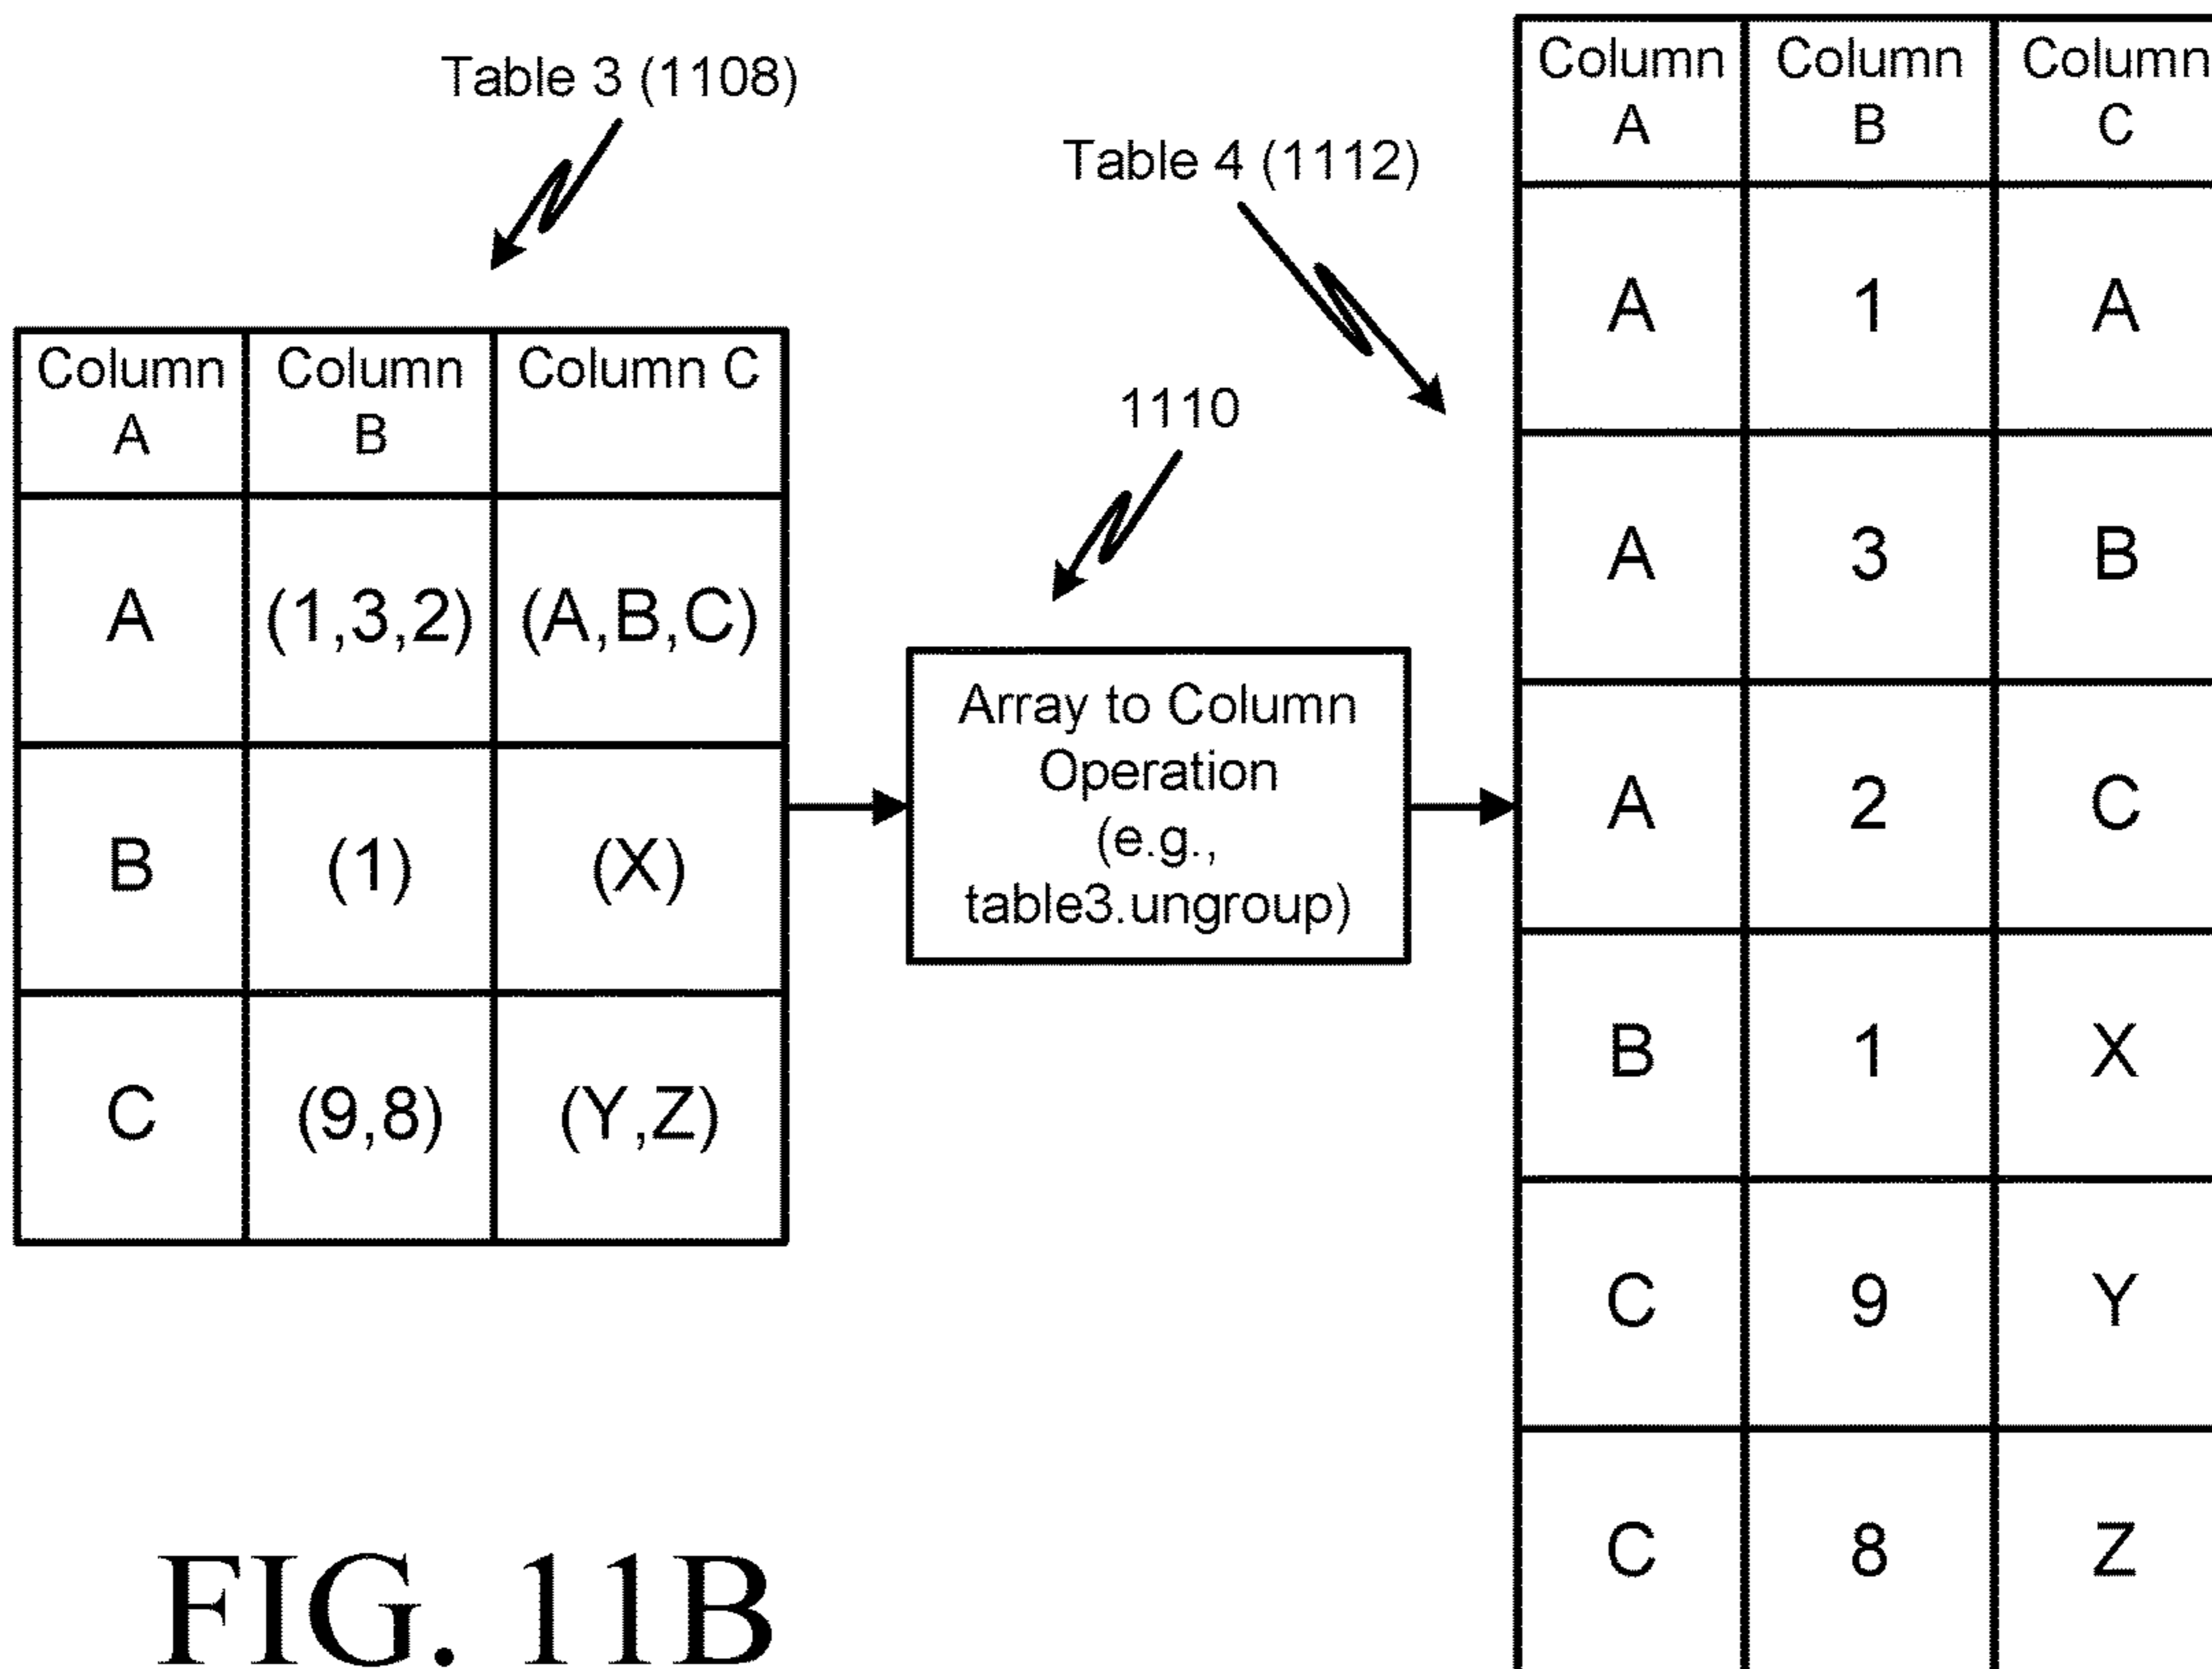 Table 3 (1108)
Column A | Column B | Column C
A | (1,3,2) | (A,B,C)
B | (1) | (X)
C | (9,8) | (Y,Z)
1110
Array to Column
Operation
(e.g.,
table3.ungroup)
Table 4 (1112)
Column A | Column B | Column C
A | 1 | A
A | 3 | B
A | 2 | C
B | 1 | X
C | 9 | Y
C | 8 | Z
FIG. 11B